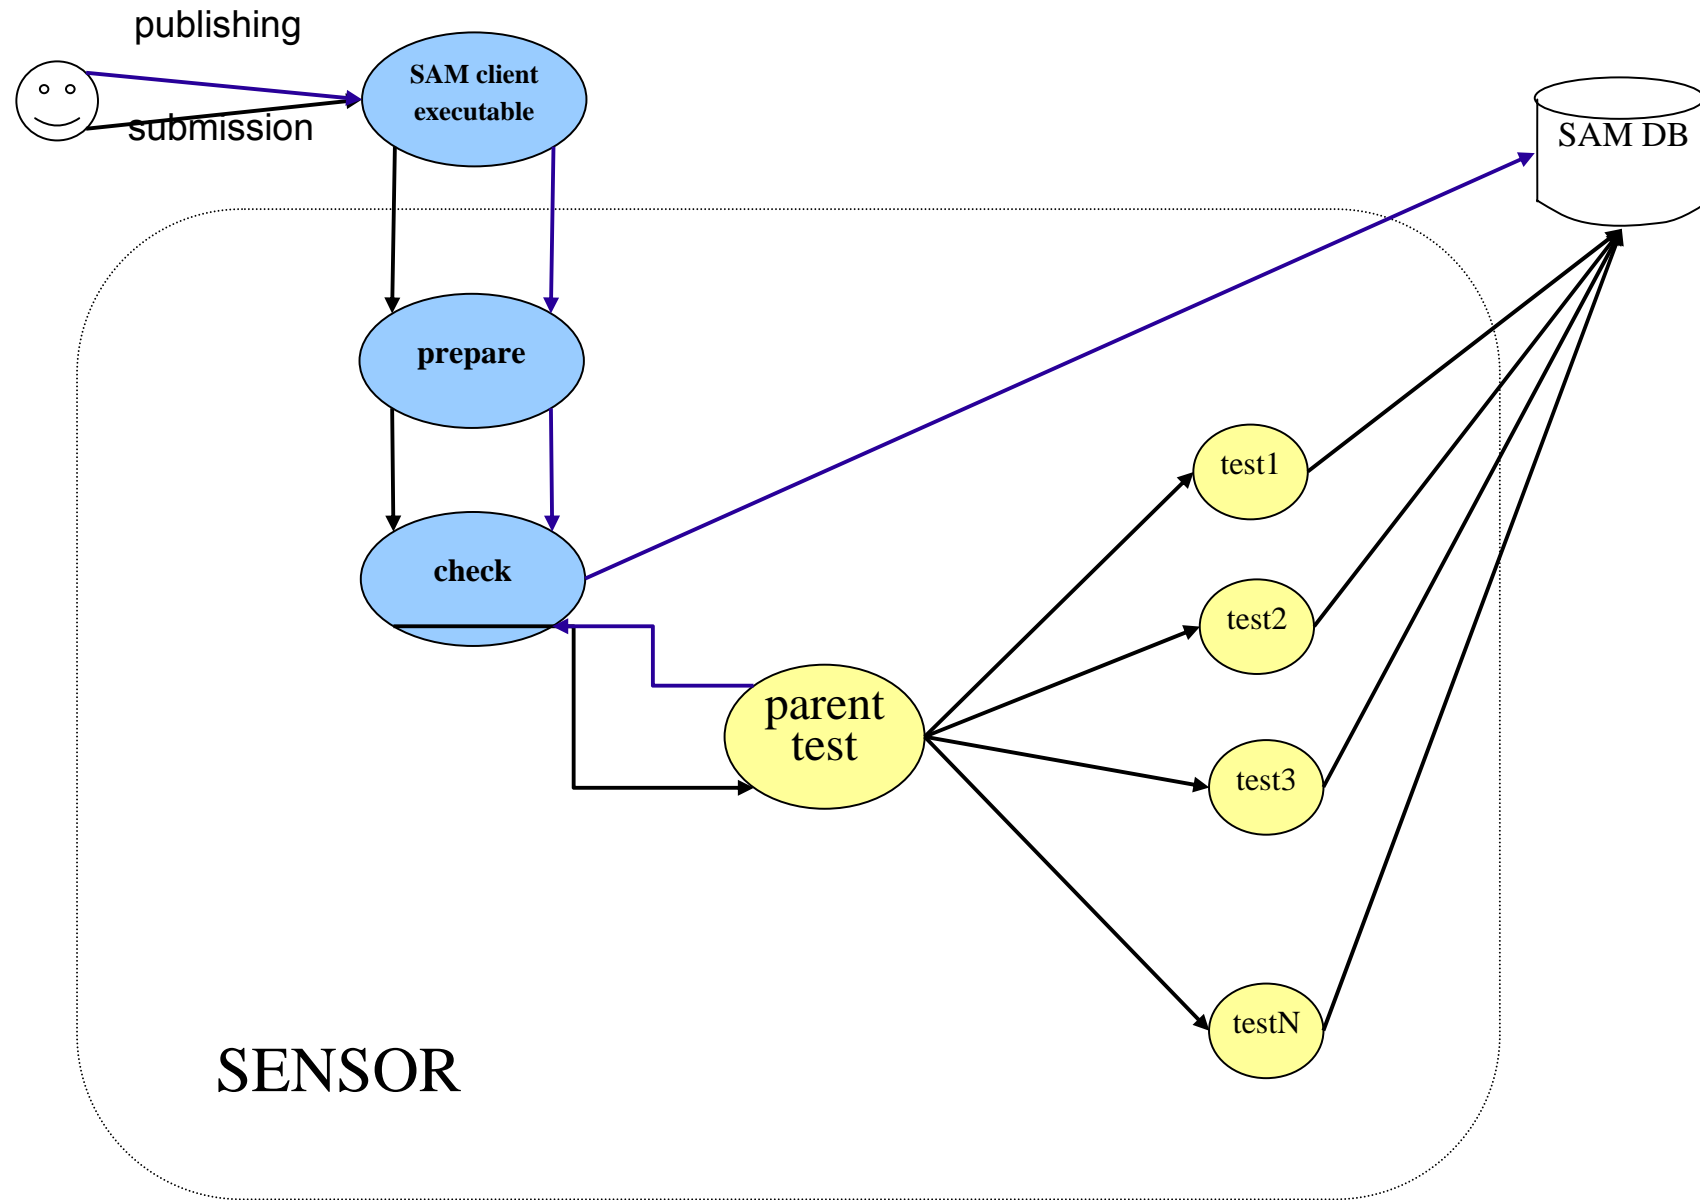 publishing
submission
SAM client
executable
SAM DB
prepare
check
parent
test
test1
test2
test3
testN
SENSOR